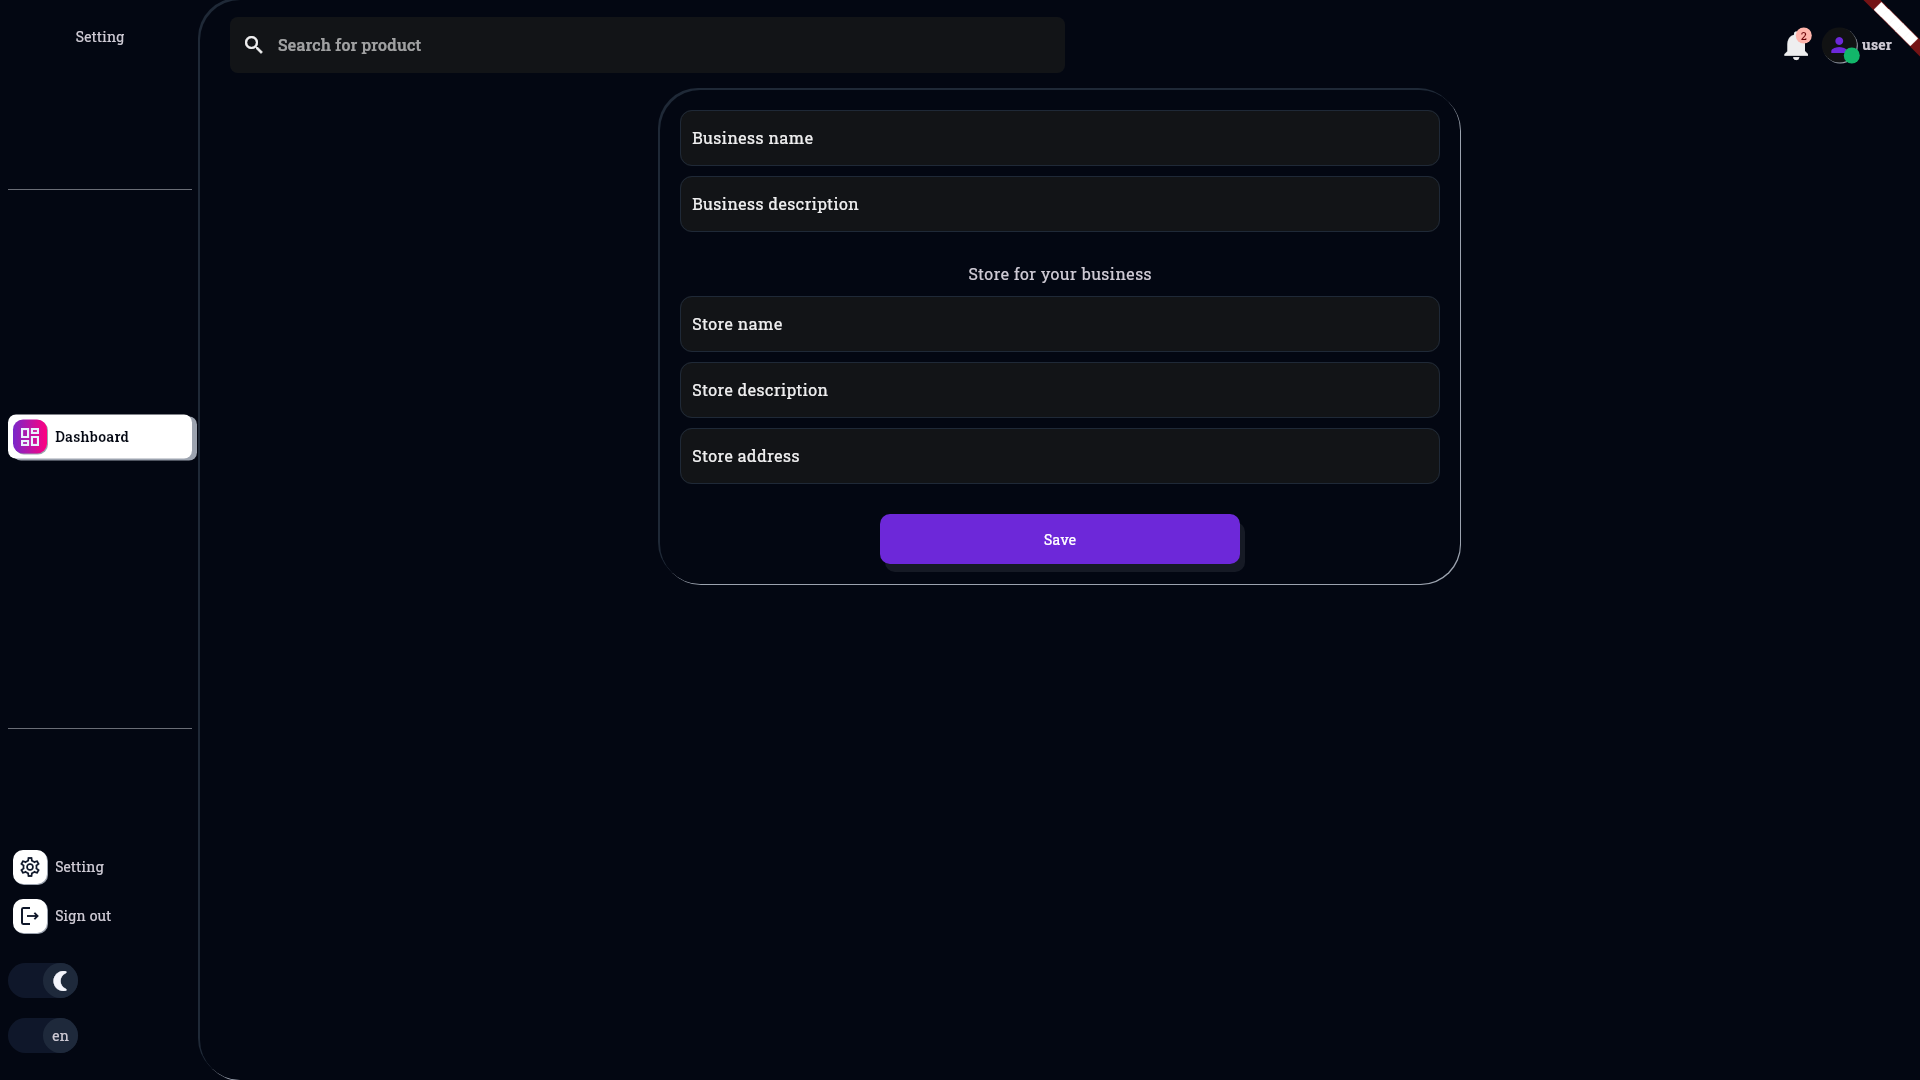 Setting
Search for product
2
user
Business name
Business description
Store for your business
Store name
Store description
Store address
Save
Dashboard
Setting
Sign out
en